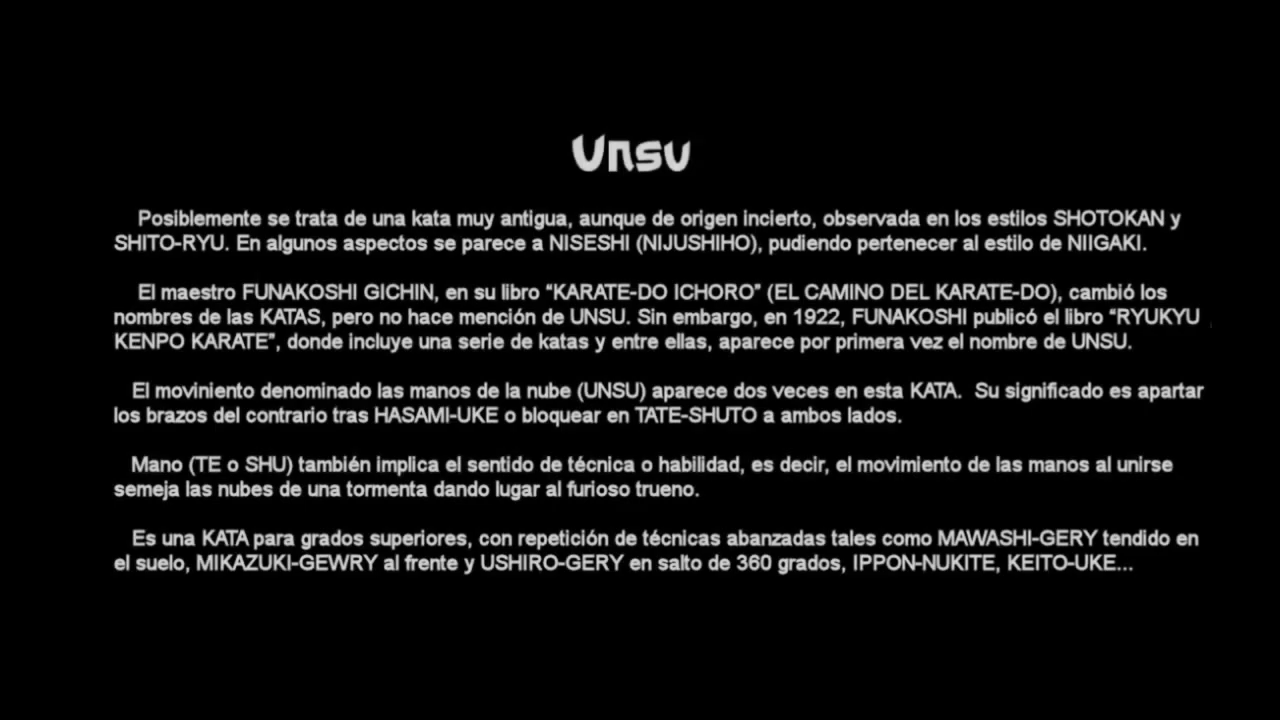 Unsu
Posiblemente se trata de una kata muy antigua, aunque de origen incierto, observada en los estilos SHOTOKAN y
SHITO-RYU. En algunos aspectos se parece a NISESHI (NIJUSHIHO), pudiendo pertenecer al estilo de NIIGAKI.
El maestro FUNAKOSHI GICHIN, en su libro “KARATE-DO ICHORO” (EL CAMINO DEL KARATE-DO), cambió los
nombres de las KATAS, pero no hace mención de UNSU. Sin embargo, en 1922, FUNAKOSHI publicó el libro “RYUKYU
KENPO KARATE”, donde incluye una serie de katas y entre ellas, aparece por primera vez el nombre de UNSU.
El moviniento denominado las manos de la nube (UNSU) aparece dos veces en esta KATA. Su significado es apartar
los brazos del contrario tras HASAMI-UKE o bloquear en TATE-SHUTO a ambos lados.
Mano (TE o SHU) también implica el sentido de técnica o habilidad, es decir, el movimiento de las manos al unirse
semeja las nubes de una tormenta dando lugar al furioso trueno.
Es una KATA para grados superiores, con repetición de técnicas abanzadas tales como MAWASHI-GERY tendido en
el suelo, MIKAZUKI-GEWRY al frente y USHIRO-GERY en salto de 360 grados, IPPON-NUKITE, KEITO-UKE...